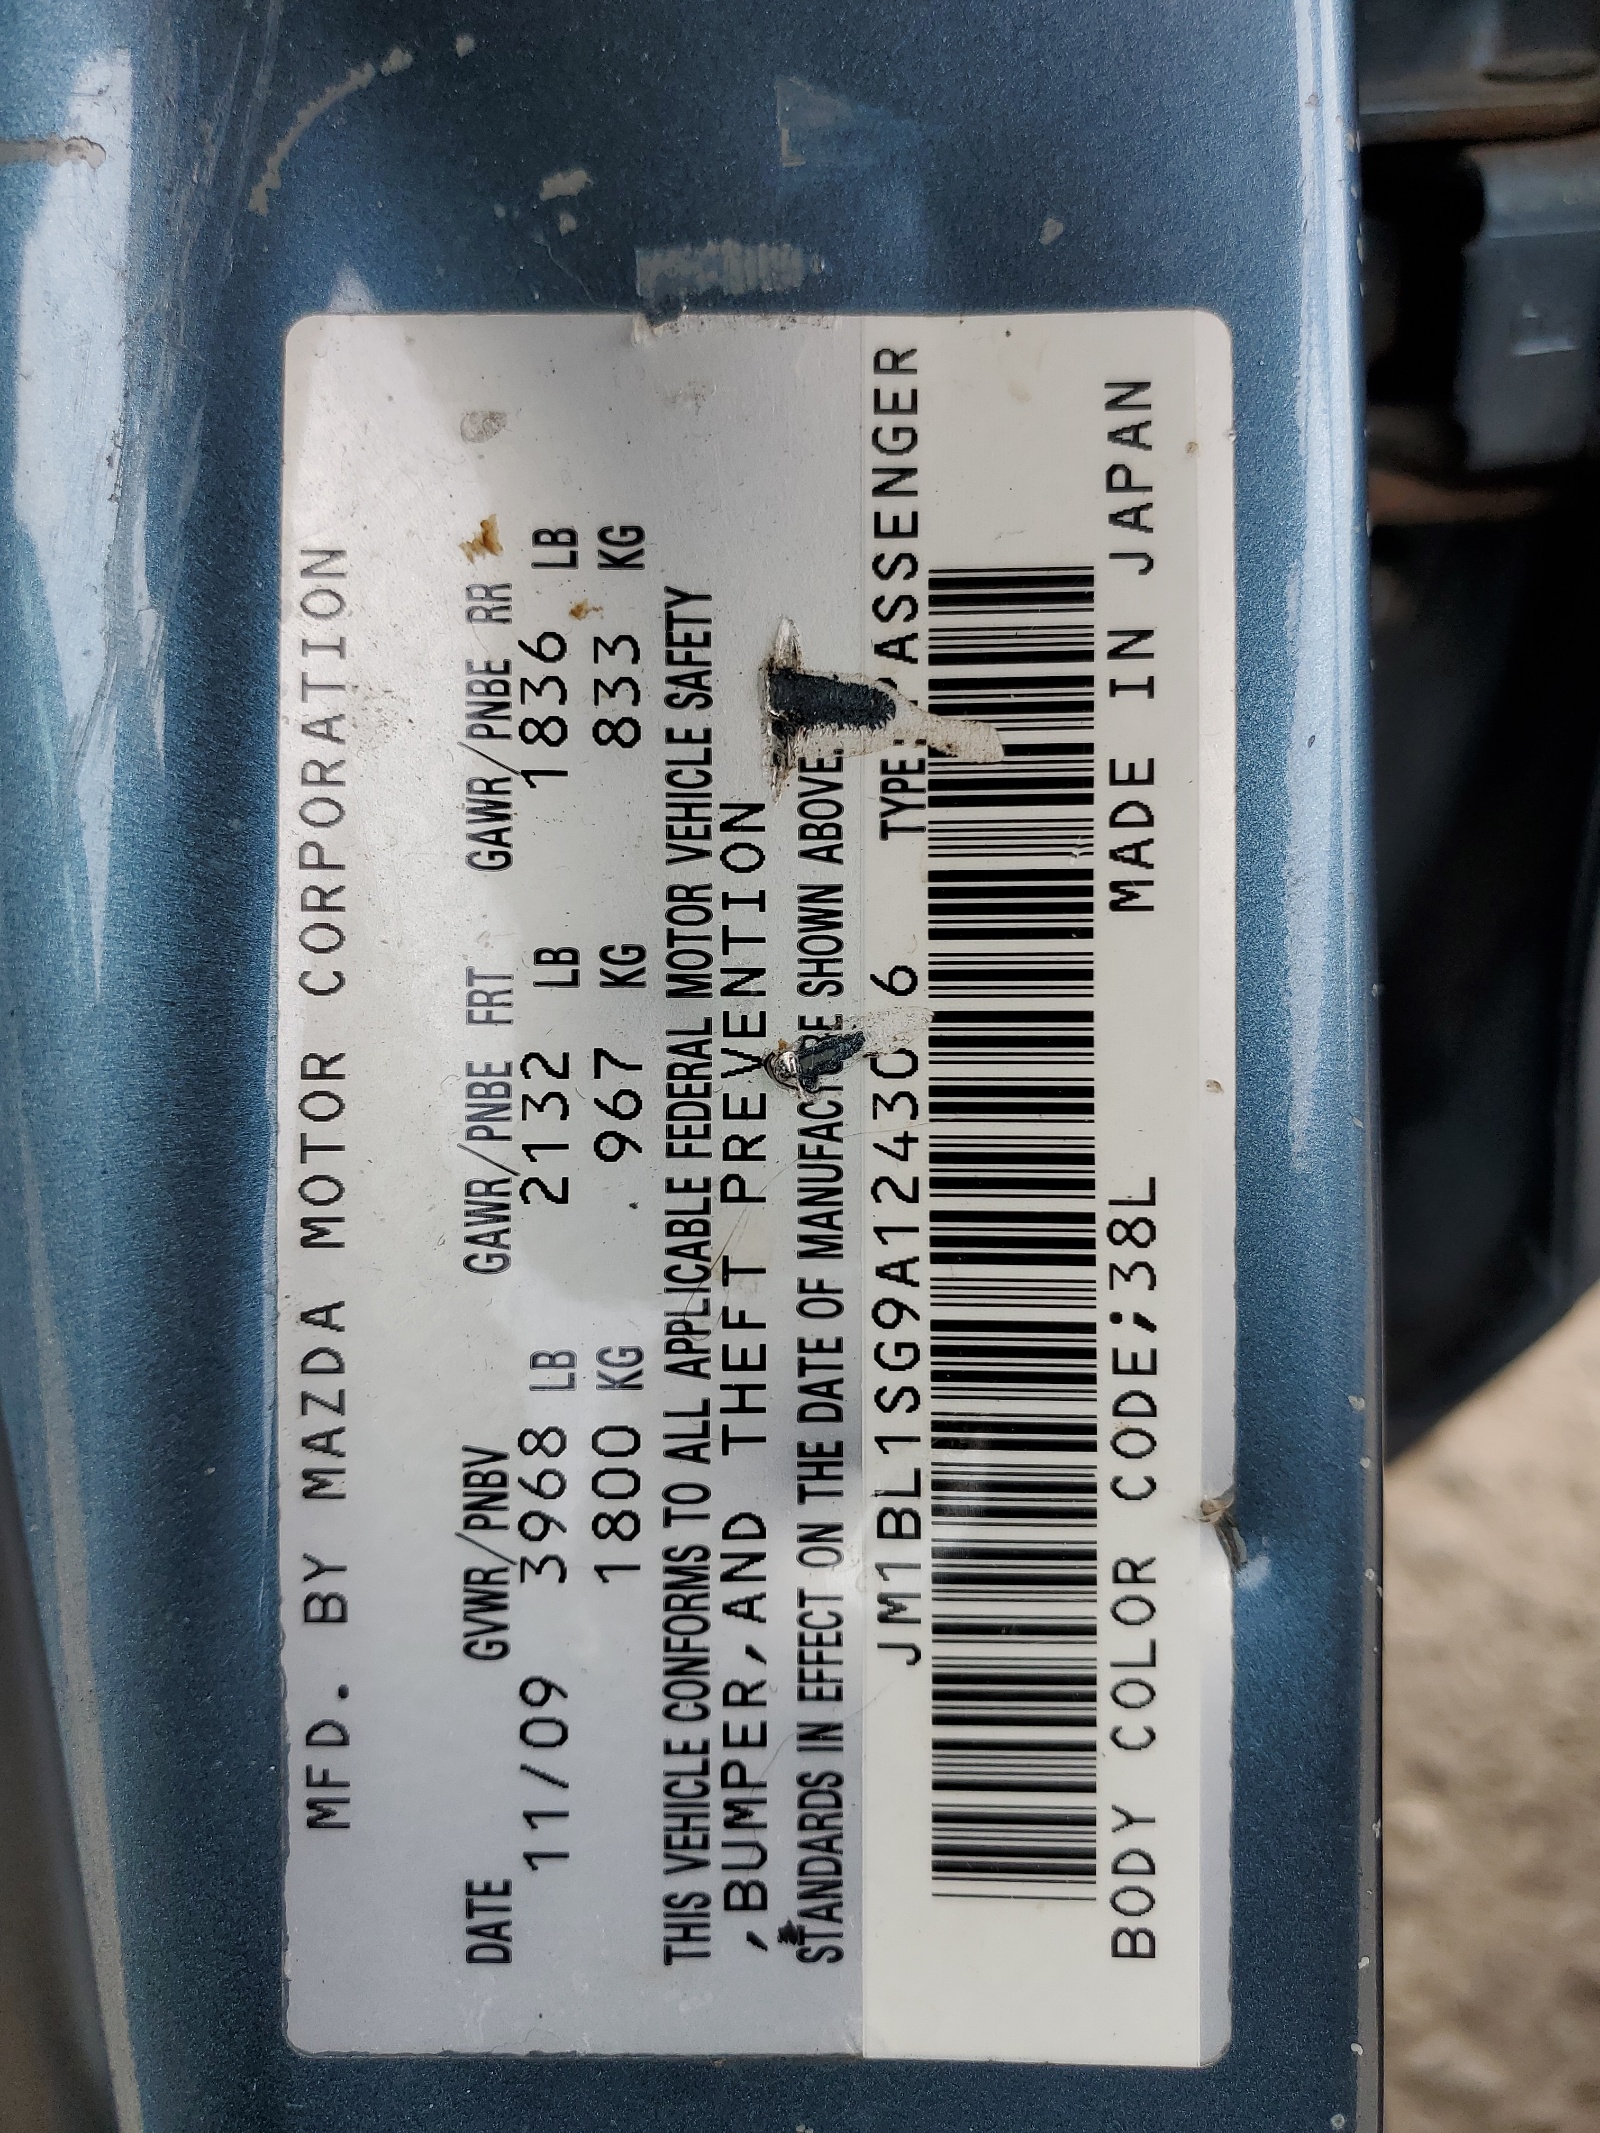 MFD. BY MAZDA MOTOR CORPORATION
DATE GVWR/PNBV GAWR/PNBE FRT GAWR/PNBE RR
11/09 3968 LB 2132 LB 1836 LB
1800 KG 967 KG 833 KG
THIS VEHICLE CONFORMS TO ALL APPLICABLE FEDERAL MOTOR VEHICLE SAFETY
,BUMPER,AND THEFT PREVENTION
STANDARDS IN EFFECT ON THE DATE OF MANUFACTURE SHOWN ABOVE.
TYPE: PASSENGER
BODY COLOR CODE;38L MADE IN JAPAN